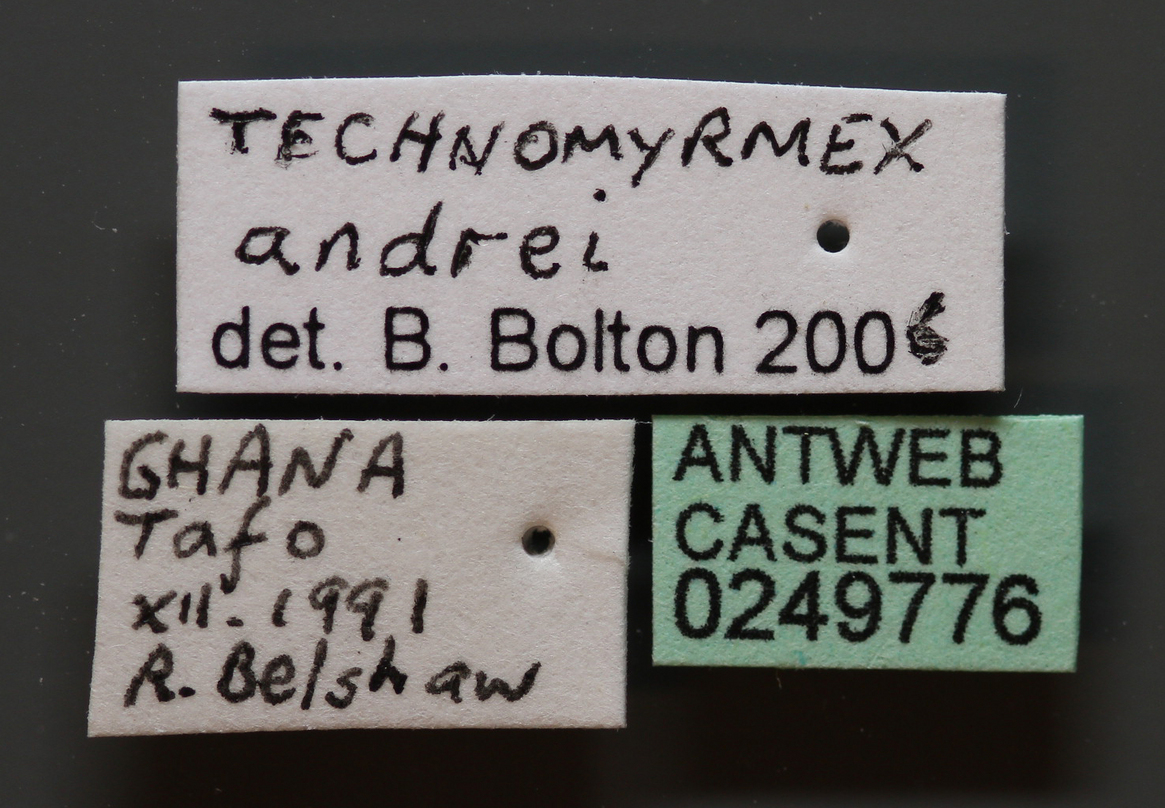 TECHNOMYRMEX
andrei
det. B. Bolton 2006
GHANA
Tafo
XII.1991
R. Belshaw
ANTWEB
CASENT
0249776